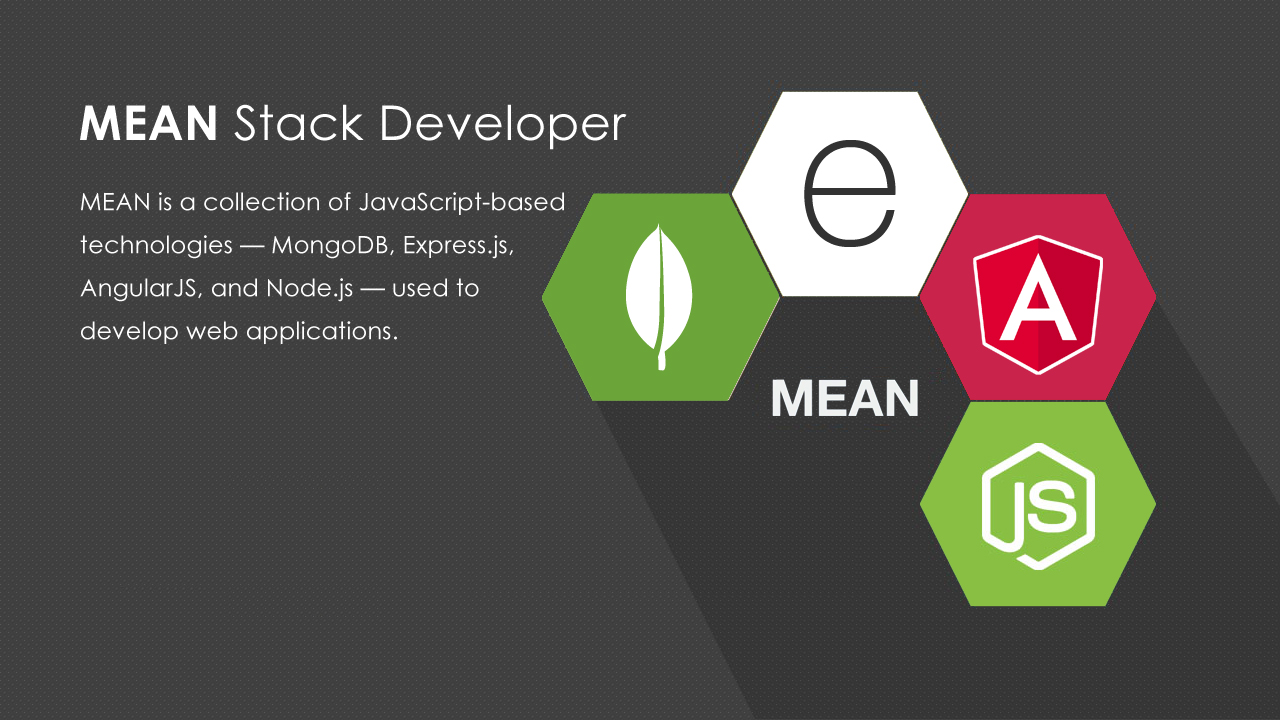 MEAN Stack Developer
MEAN is a collection of JavaScript-based
technologies — MongoDB, Express.js,
AngularJS, and Node.js — used to
develop web applications.
e
A
MEAN
JS